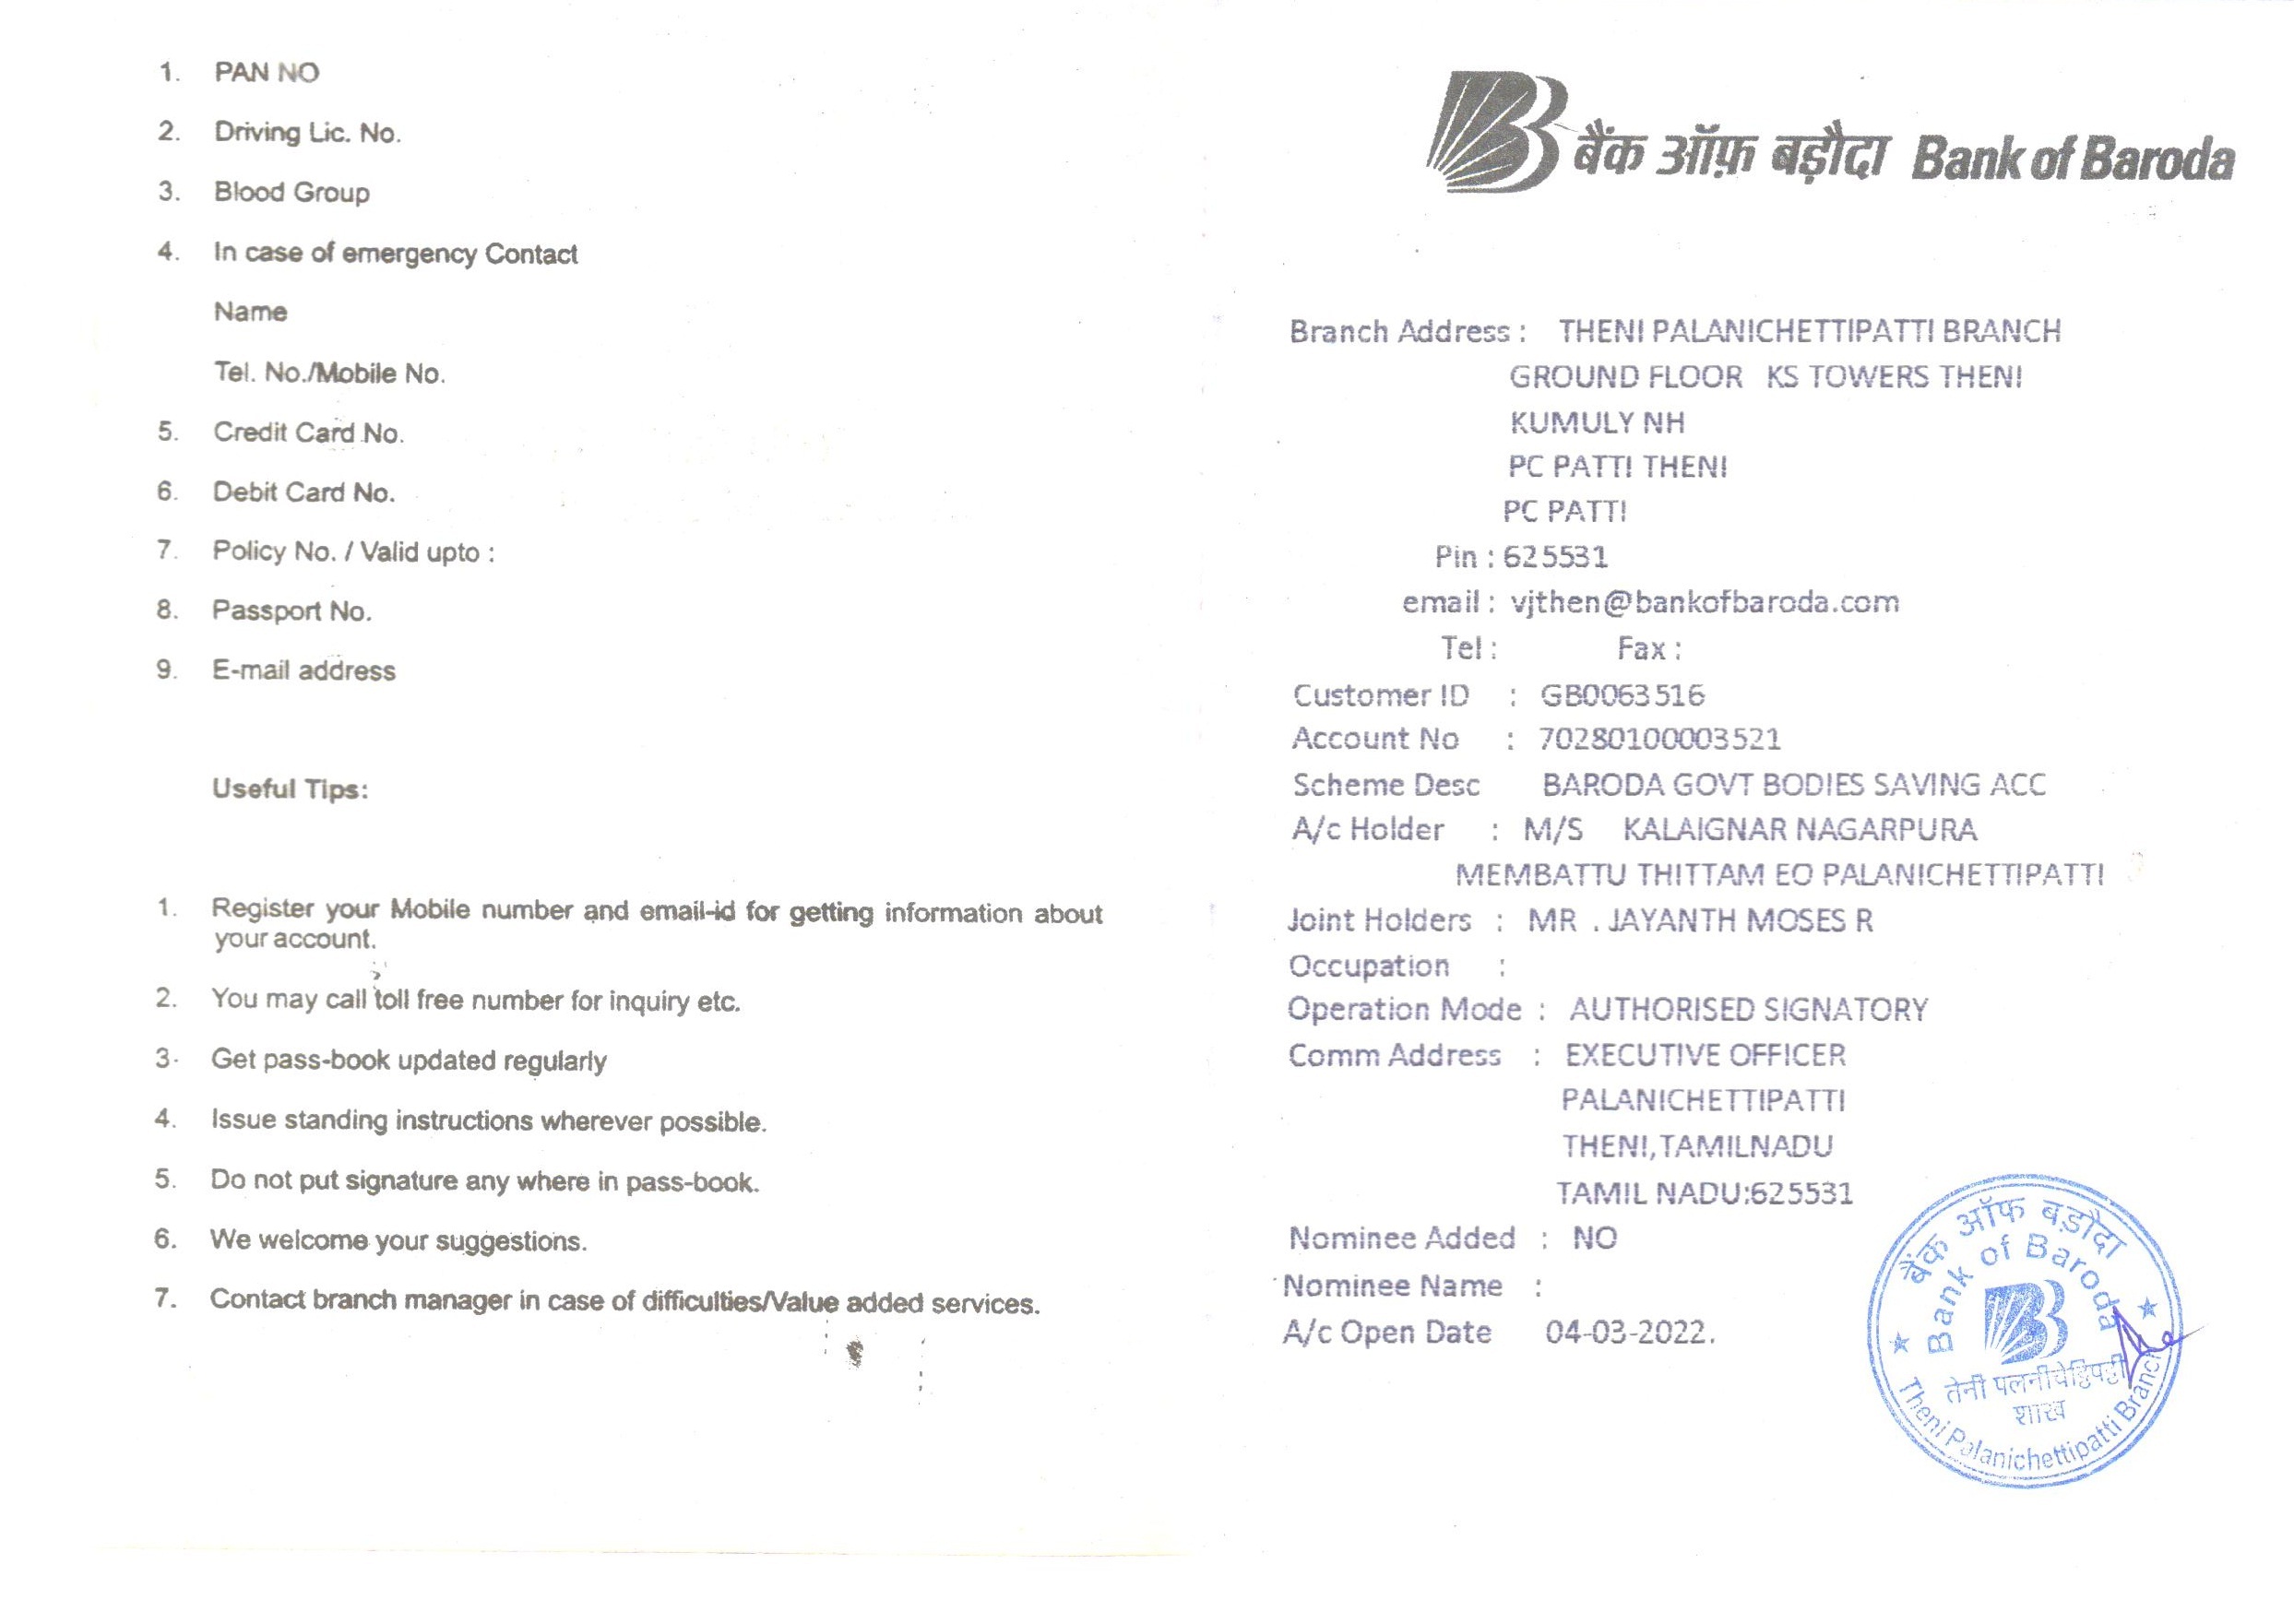 1. PAN NO
2. Driving Lic. No.
3. Blood Group
4. In case of emergency Contact
Name
Tel. No./Mobile No.
5. Credit Card No.
6. Debit Card No.
7. Policy No. / Valid upto :
8. Passport No.
9. E-mail address
Useful Tips:
1. Register your Mobile number and email-id for getting information about
your account.
2. You may call toll free number for inquiry etc.
3. Get pass-book updated regularly
4. Issue standing instructions wherever possible.
5. Do not put signature any where in pass-book.
6. We welcome your suggestions.
7. Contact branch manager in case of difficulties/Value added services.
बैंक ऑफ़ बड़ौदा Bank of Baroda
Branch Address : THENI PALANICHETTIPATTI BRANCH
GROUND FLOOR KS TOWERS THENI
KUMULY NH
PC PATTI THENI
PC PATTI
Pin : 625531
email : vjthen@bankofbaroda.com
Tel : Fax :
Customer ID : GB0063516
Account No : 70280100003521
Scheme Desc BARODA GOVT BODIES SAVING ACC
A/c Holder : M/S KALAIGNAR NAGARPURA
MEMBATTU THITTAM EO PALANICHETTIPATTI
Joint Holders : MR . JAYANTH MOSES R
Occupation :
Operation Mode : AUTHORISED SIGNATORY
Comm Address : EXECUTIVE OFFICER
PALANICHETTIPATTI
THENI,TAMILNADU
TAMIL NADU:625531
Nominee Added : NO
Nominee Name :
A/c Open Date 04-03-2022.
बैंक ऑफ बड़ौदा
Bank of Baroda
तेनी पलनीचेट्टिपट्टी
शाख
Theni Palanichettipatti Branch